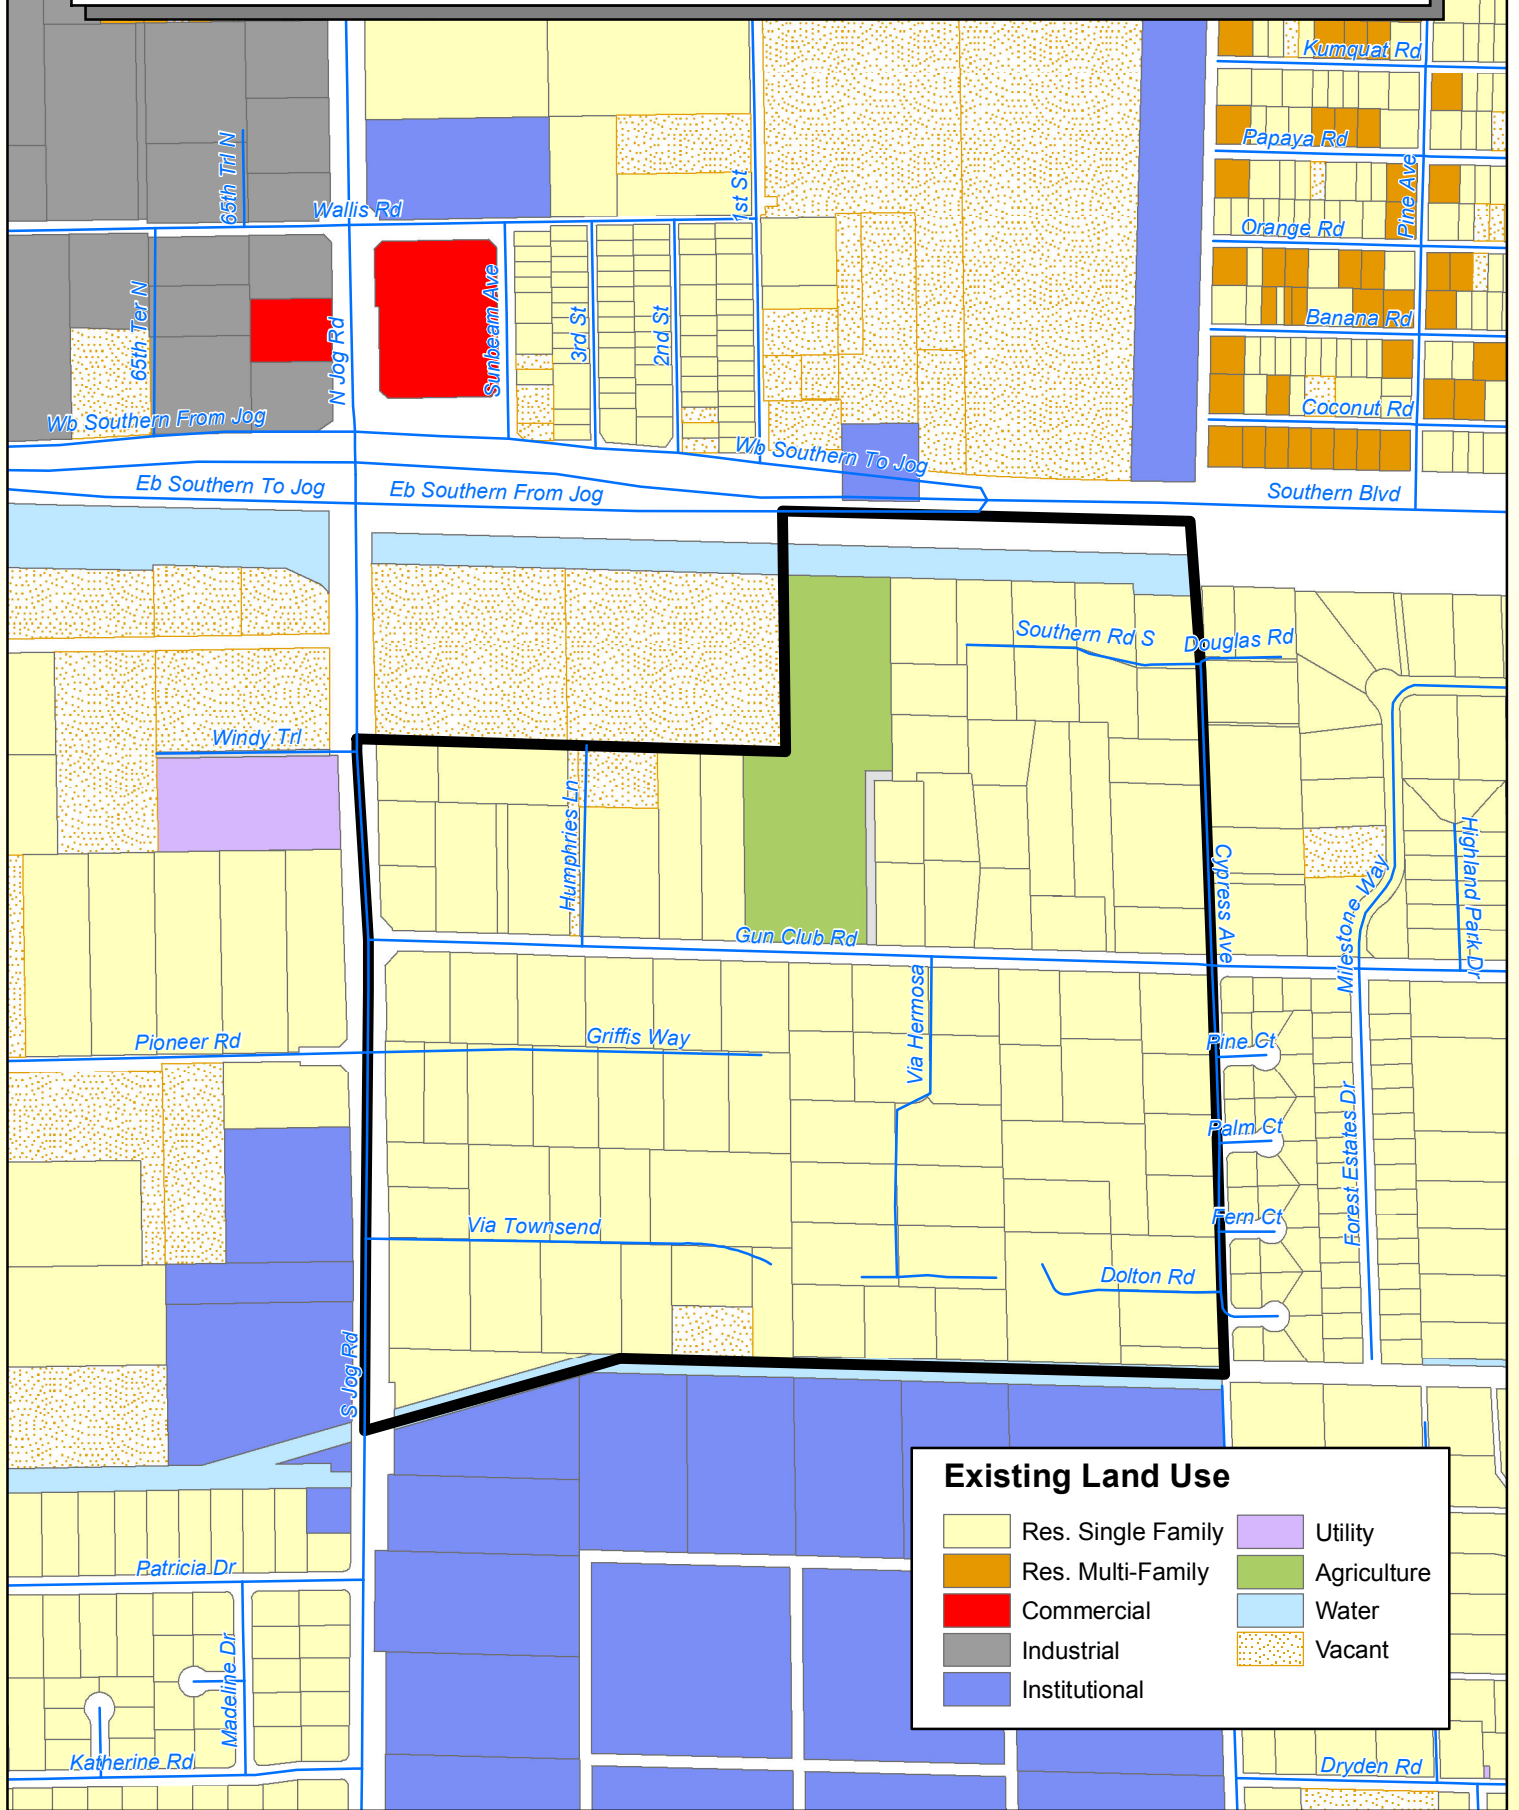 Kumquat Rd
65th Trl N
Papaya Rd
Pine Ave
Wallis Rd
1st St
Orange Rd
65th Ter N
N Jog Rd
Sunbeam Ave
3rd St
2nd St
Banana Rd
Wb Southern From Jog
Coconut Rd
Wb Southern To Jog
Eb Southern To Jog
Eb Southern From Jog
Southern Blvd
Southern Rd S
Douglas Rd
Windy Trl
Humphries Ln
Cypress Ave
Milestone Way
Highland Park Dr
Gun Club Rd
Pioneer Rd
Griffis Way
Via Hermosa
Pine Ct
Palm Ct
Forest Estates Dr
Via Townsend
Fern Ct
Dolton Rd
S Jog Rd
Existing Land Use
Res. Single Family
Res. Multi-Family
Commercial
Industrial
Institutional
Utility
Agriculture
Water
Vacant
Patricia Dr
Madeline Dr
Katherine Rd
Dryden Rd